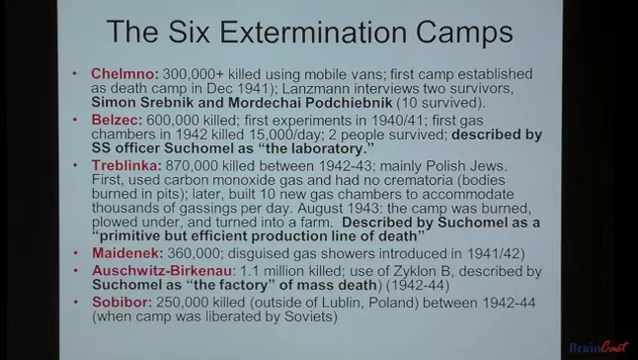 The Six Extermination Camps
• Chelmno: 300,000+ killed using mobile vans; first camp established
as death camp in Dec 1941); Lanzmann interviews two survivors,
Simon Srebnik and Mordechai Podchiebnik (10 survived).
• Belzec: 600,000 killed; first experiments in 1940/41; first gas
chambers in 1942 killed 15,000/day; 2 people survived; described by
SS officer Suchomel as “the laboratory.”
• Treblinka: 870,000 killed between 1942-43; mainly Polish Jews.
First, used carbon monoxide gas and had no crematoria (bodies
burned in pits); later, built 10 new gas chambers to accommodate
thousands of gassings per day. August 1943: the camp was burned,
plowed under, and turned into a farm. Described by Suchomel as a
“primitive but efficient production line of death”
• Maidenek: 360,000; disguised gas showers introduced in 1941/42)
• Auschwitz-Birkenau: 1.1 million killed; use of Zyklon B, described by
Suchomel as “the factory” of mass death) (1942-44)
• Sobibor: 250,000 killed (outside of Lublin, Poland) between 1942-44
(when camp was liberated by Soviets)
BrainCast